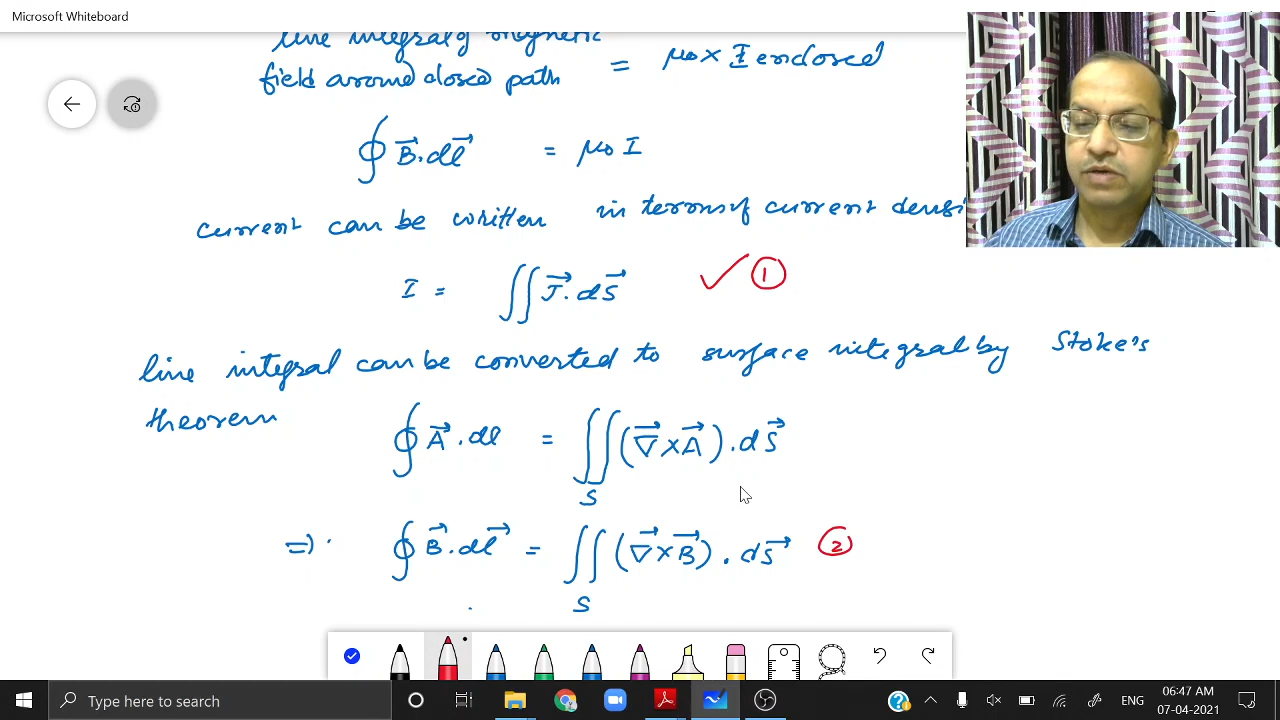 Microsoft Whiteboard
line integral of magnetic
field around closed path = μ₀ x I enclosed
∮ B⃗.dl⃗ = μ₀ I
current can be written in terms of current
I = ∬ J⃗.dS⃗ ✓ ①
line integral can be converted to surface integral by Stoke's
theorem
∮ A⃗.dl = ∬ (∇⃗ x A⃗).dS⃗
S
=> ∮ B⃗.dl⃗ = ∬ (∇⃗ x B⃗).dS⃗ ②
S
Type here to search
ENG
06:47 AM
07-04-2021